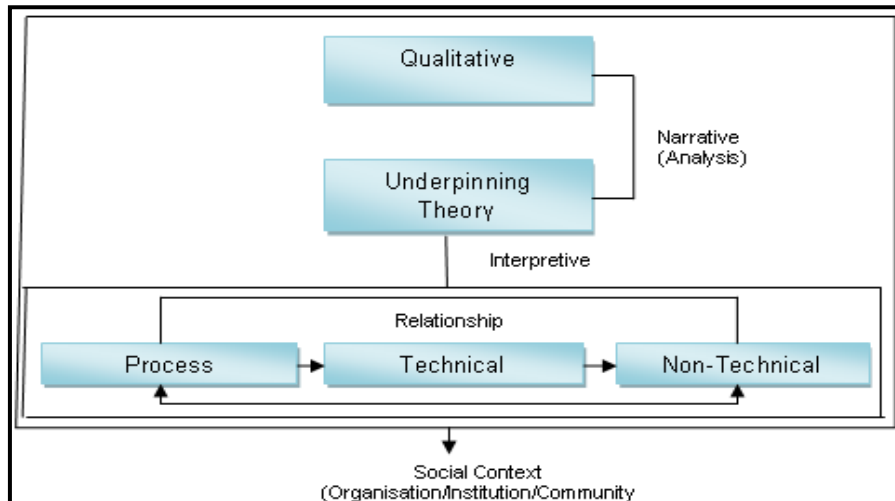 Qualitative
Narrative
(Analysis)
Underpinning
Theory
Interpretive
Relationship
Process
Technical
Non-Technical
Social Context
(Organisation/Institution/Community